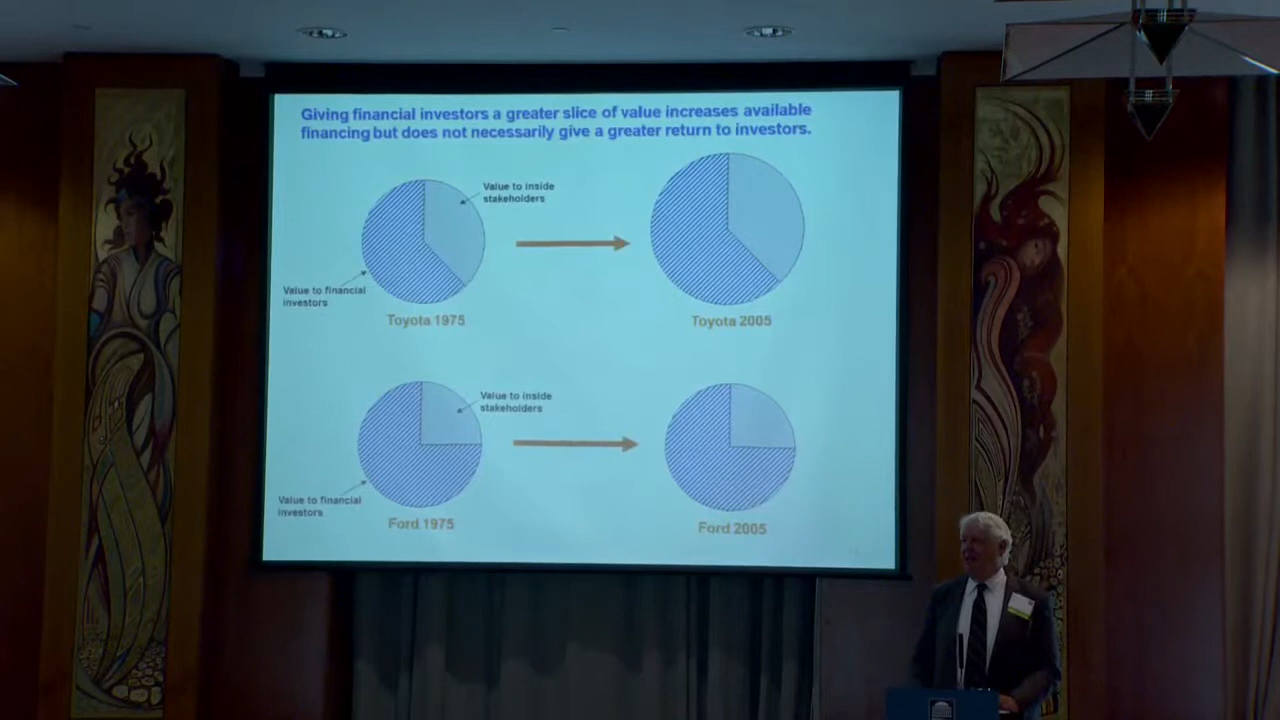 Giving financial investors a greater slice of value increases available
financing but does not necessarily give a greater return to investors.
Value to inside
stakeholders
Value to financial
investors
Toyota 1975
Toyota 2005
Value to inside
stakeholders
Value to financial
investors
Ford 1975
Ford 2005